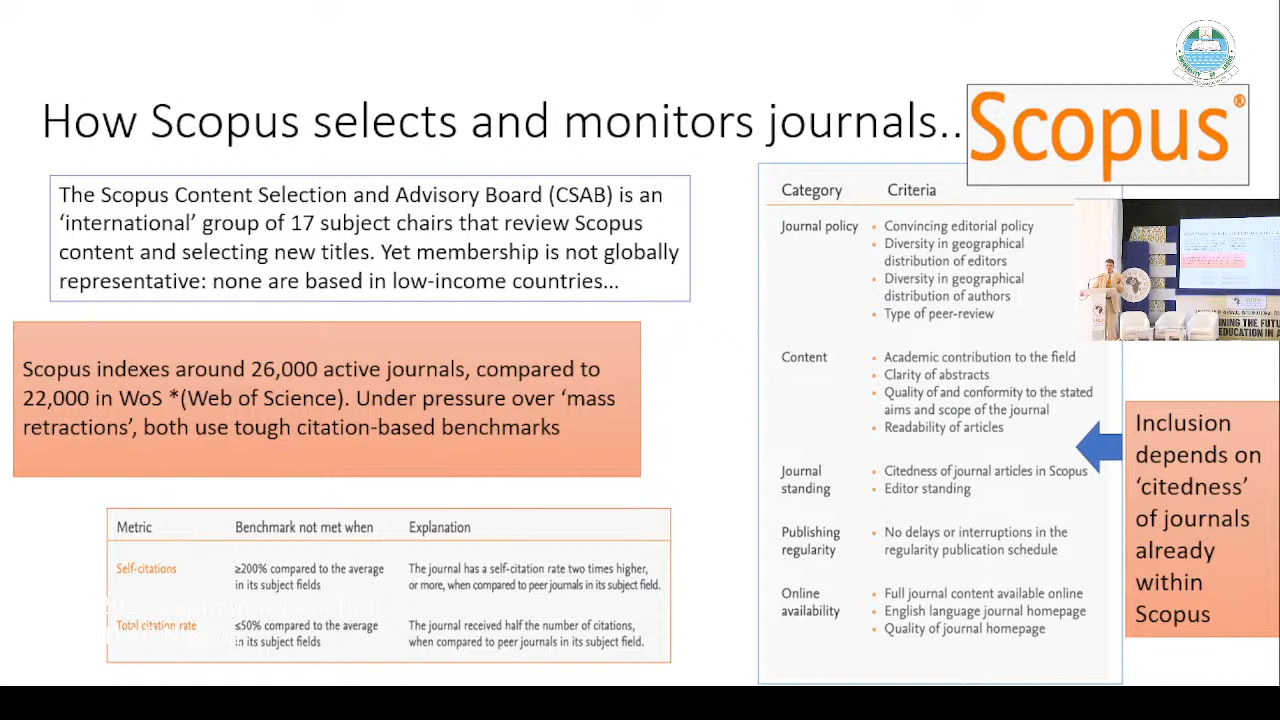 How Scopus selects and monitors journals..
Scopus®
The Scopus Content Selection and Advisory Board (CSAB) is an
‘international’ group of 17 subject chairs that review Scopus
content and selecting new titles. Yet membership is not globally
representative: none are based in low-income countries…
Scopus indexes around 26,000 active journals, compared to
22,000 in WoS *(Web of Science). Under pressure over ‘mass
retractions’, both use tough citation-based benchmarks
Metric Benchmark not met when Explanation
Self-citations ≥200% compared to the average The journal has a self-citation rate two times higher,
in its subject fields or more, when compared to peer journals in its subject field.
Total citation rate ≤50% compared to the average The journal received half the number of citations,
in its subject fields when compared to peer journals in its subject field.
Category Criteria
Journal policy • Convincing editorial policy
• Diversity in geographical
distribution of editors
• Diversity in geographical
distribution of authors
• Type of peer-review
Content • Academic contribution to the field
• Clarity of abstracts
• Quality of and conformity to the stated
aims and scope of the journal
• Readability of articles
Journal • Citedness of journal articles in Scopus
standing • Editor standing
Publishing • No delays or interruptions in the
regularity regularity publication schedule
Online • Full journal content available online
availability • English language journal homepage
• Quality of journal homepage
Inclusion
depends on
‘citedness’
of journals
already
within
Scopus
INING THE FUTU
EDUCATION IN A